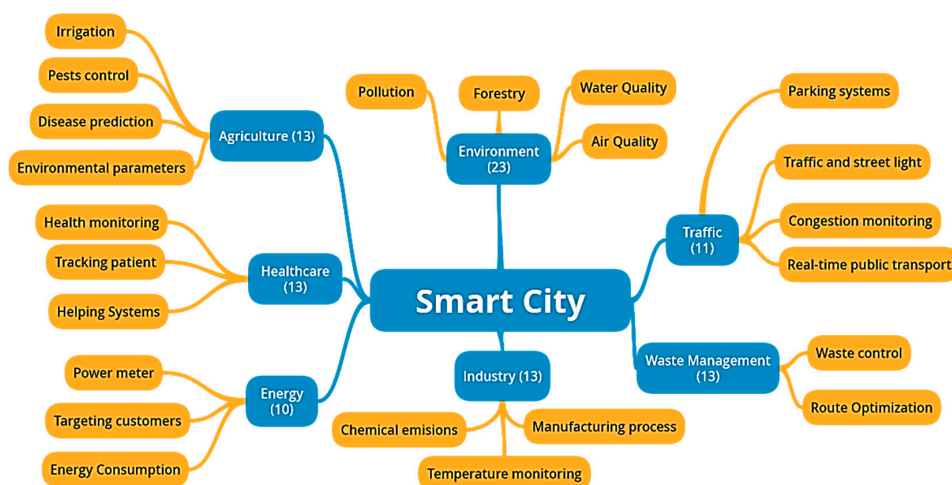 Irrigation
Pests control
Disease prediction
Environmental parameters
Agriculture (13)
Health monitoring
Tracking patient
Helping Systems
Healthcare
(13)
Power meter
Targeting customers
Energy Consumption
Energy
(10)
Pollution
Forestry
Water Quality
Air Quality
Environment
(23)
Smart City
Industry (13)
Chemical emisions
Manufacturing process
Temperature monitoring
Parking systems
Traffic and street light
Congestion monitoring
Real-time public transport
Traffic
(11)
Waste Management
(13)
Waste control
Route Optimization